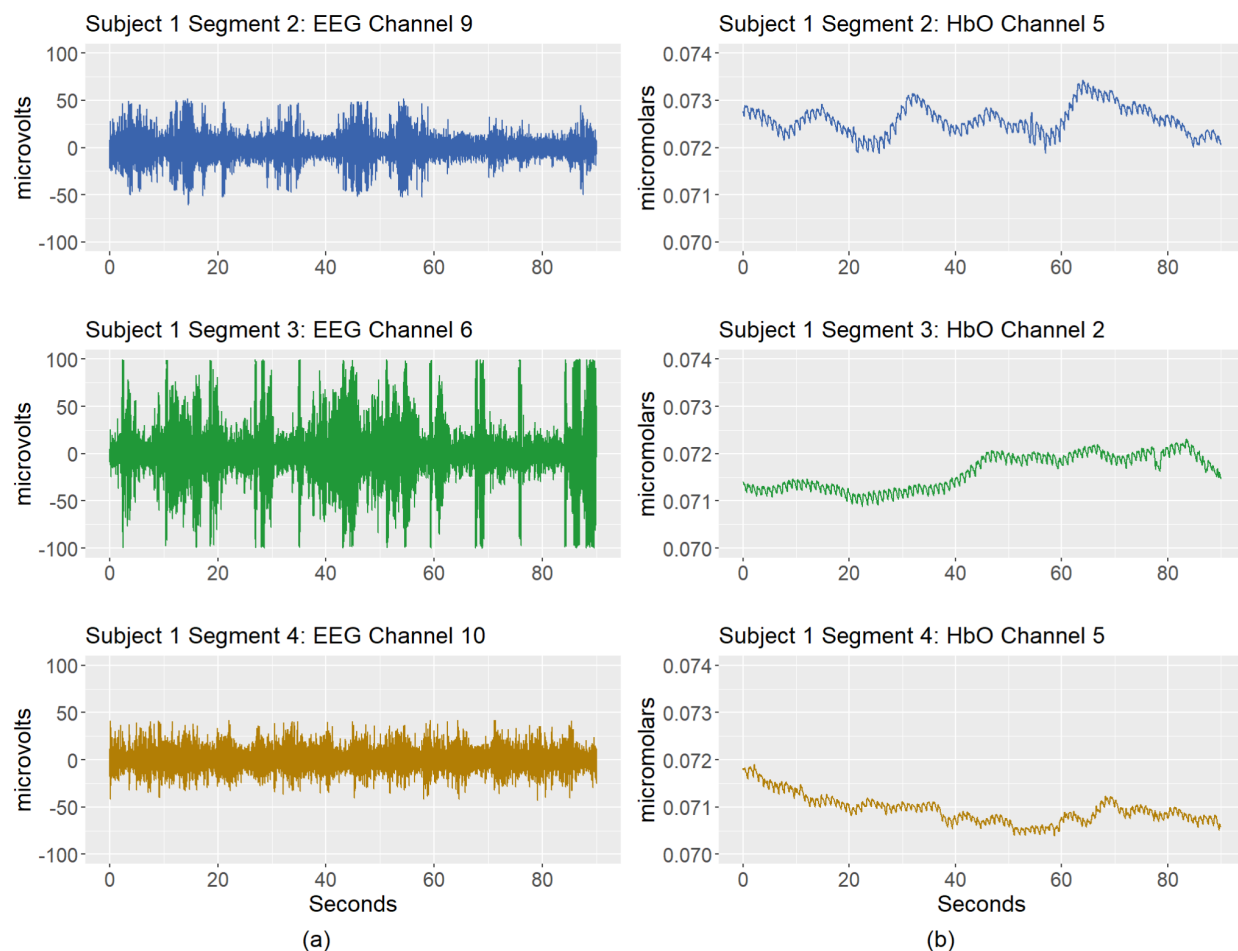 Subject 1 Segment 2: EEG Channel 9
100
50
0
-50
-100
microvolts
0 20 40 60 80
Subject 1 Segment 2: HbO Channel 5
0.074
0.073
0.072
0.071
0.070
micromolars
0 20 40 60 80
Subject 1 Segment 3: EEG Channel 6
100
50
0
-50
-100
microvolts
0 20 40 60 80
Subject 1 Segment 3: HbO Channel 2
0.074
0.073
0.072
0.071
0.070
micromolars
0 20 40 60 80
Subject 1 Segment 4: EEG Channel 10
100
50
0
-50
-100
microvolts
0 20 40 60 80
Seconds
(a)
Subject 1 Segment 4: HbO Channel 5
0.074
0.073
0.072
0.071
0.070
micromolars
0 20 40 60 80
Seconds
(b)